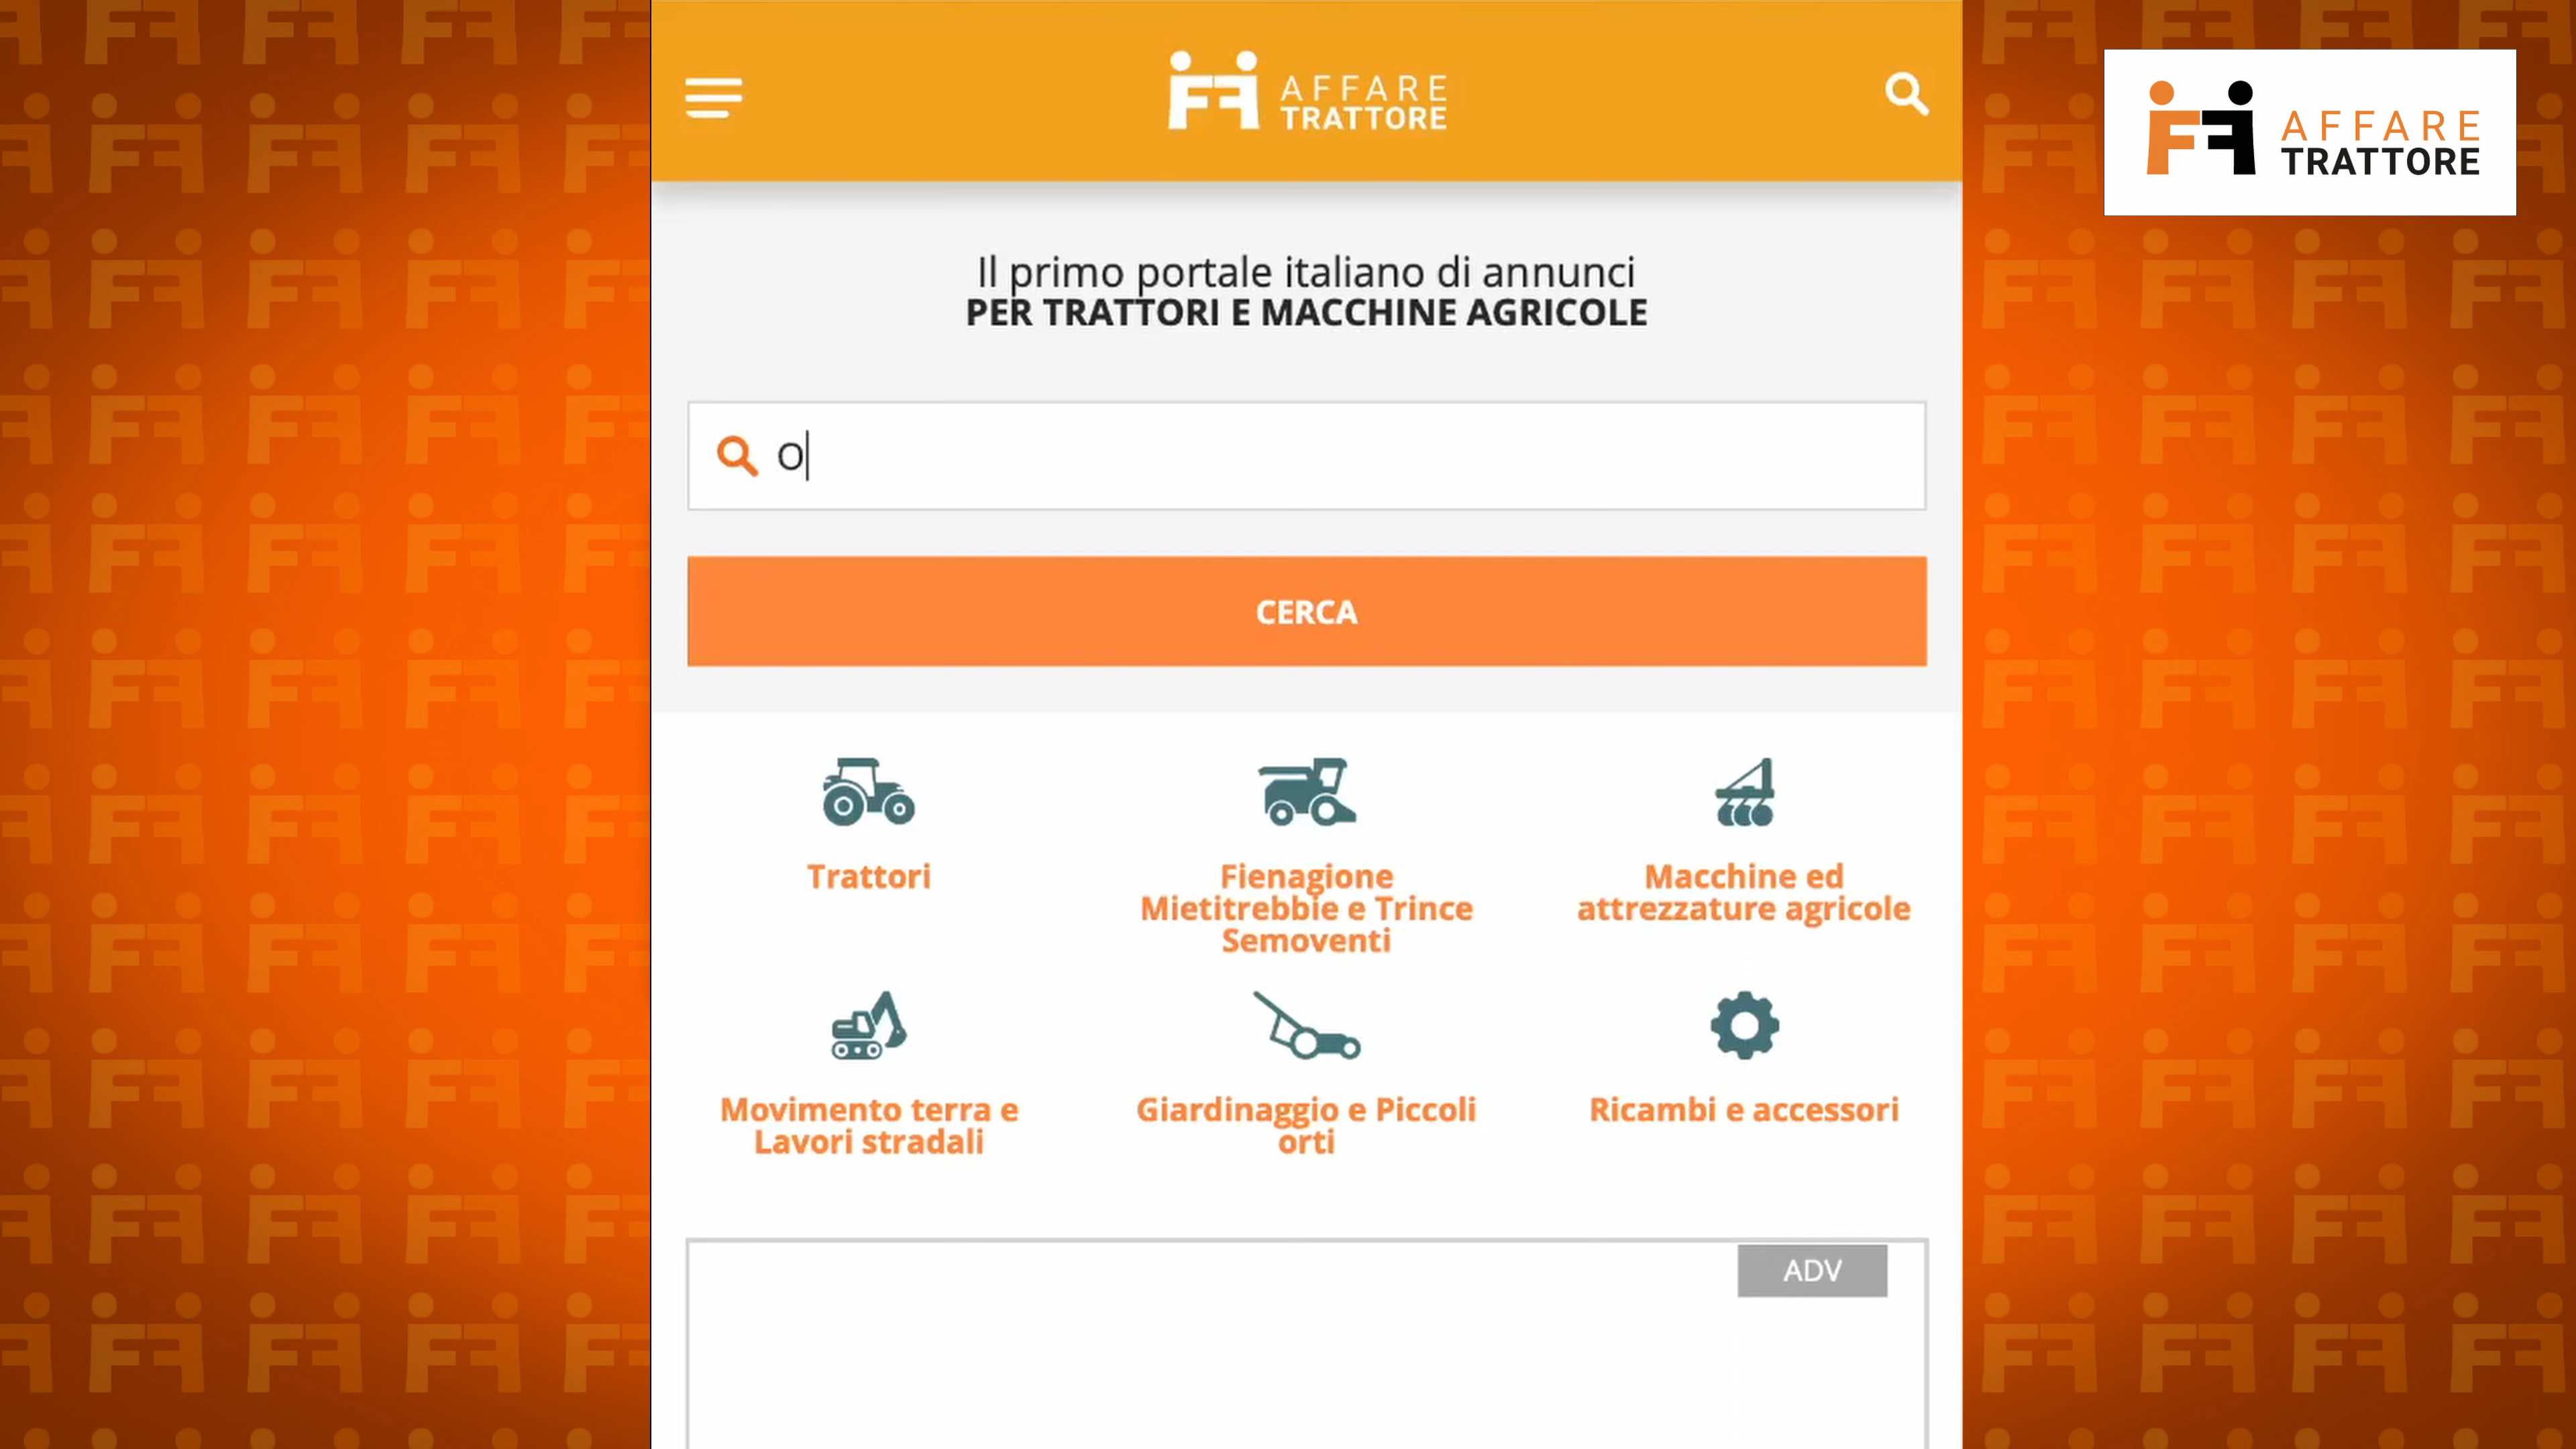 AFFARE
TRATTORE
AFFARE
TRATTORE
Il primo portale italiano di annunci
PER TRATTORI E MACCHINE AGRICOLE
O
CERCA
Trattori
Fienagione
Mietitrebbie e Trince
Semoventi
Macchine ed
attrezzature agricole
Movimento terra e
Lavori stradali
Giardinaggio e Piccoli
orti
Ricambi e accessori
ADV